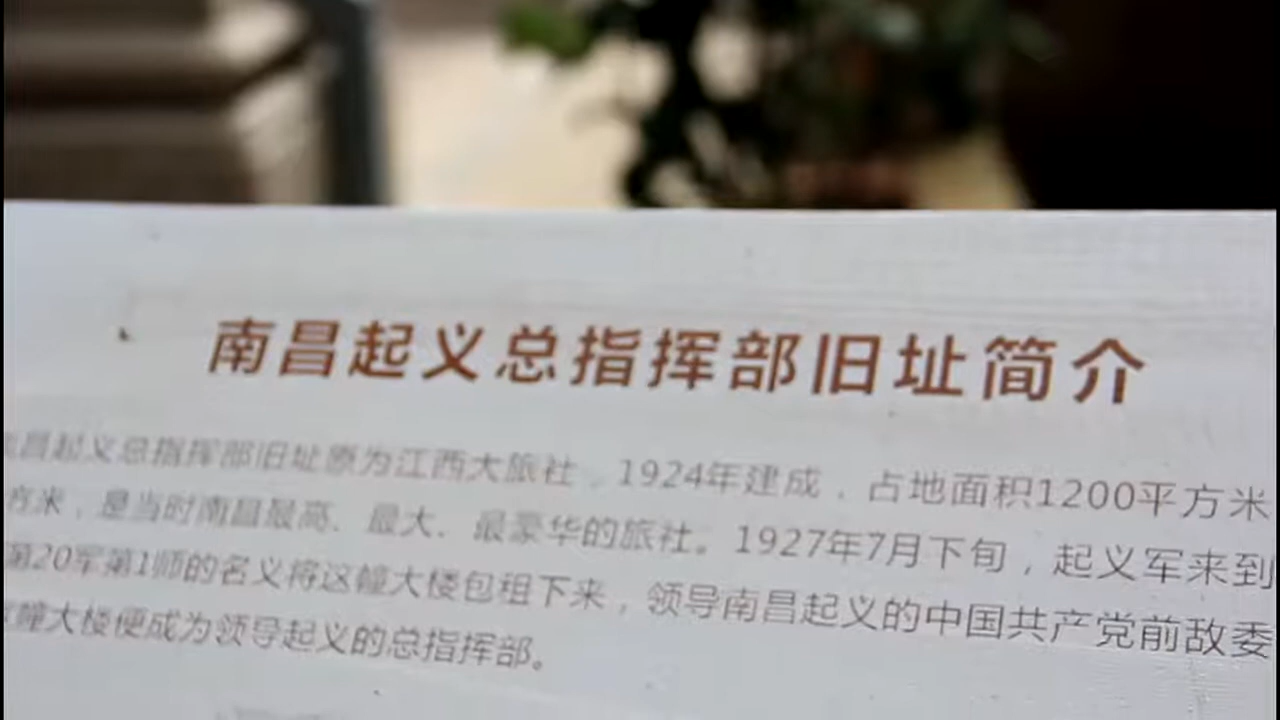 南昌起义总指挥部旧址简介
昌起义总指挥部旧址原为江西大旅社,1924年建成,占地面积1200平方米
方米,是当时南昌最高、最大、最豪华的旅社。1927年7月下旬,起义军来到
第20军第1师的名义将这幢大楼包租下来,领导南昌起义的中国共产党前敌委
幢大楼便成为领导起义的总指挥部。